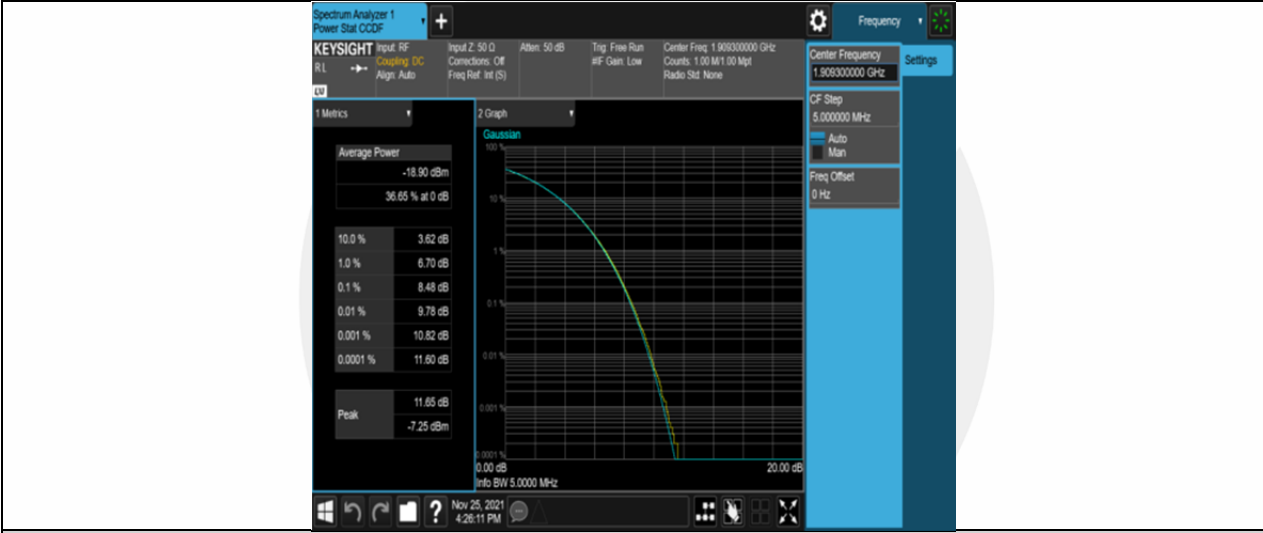 Spectrum Analyzer 1
Power Stat CCDF
Frequency
KEYSIGHT
R L
LV
Input: RF
Coupling: DC
Align: Auto
Input Z: 50 Ω
Corrections: Off
Freq Ref: Int (S)
Atten: 50 dB
Trig: Free Run
#IF Gain: Low
Center Freq: 1.909300000 GHz
Counts: 1.00 M/1.00 Mpt
Radio Std: None
Center Frequency
1.909300000 GHz
Settings
CF Step
5.000000 MHz
Auto
Man
Freq Offset
0 Hz
1 Metrics
Average Power
-18.90 dBm
36.65 % at 0 dB
10.0 % 3.62 dB
1.0 % 6.70 dB
0.1 % 8.48 dB
0.01 % 9.78 dB
0.001 % 10.82 dB
0.0001 % 11.60 dB
Peak
11.65 dB
-7.25 dBm
2 Graph
Gaussian
100 %
10 %
1 %
0.1 %
0.01 %
0.001 %
0.0001 %
0.00 dB
20.00 dB
Info BW 5.0000 MHz
?
Nov 25, 2021
4:26:11 PM